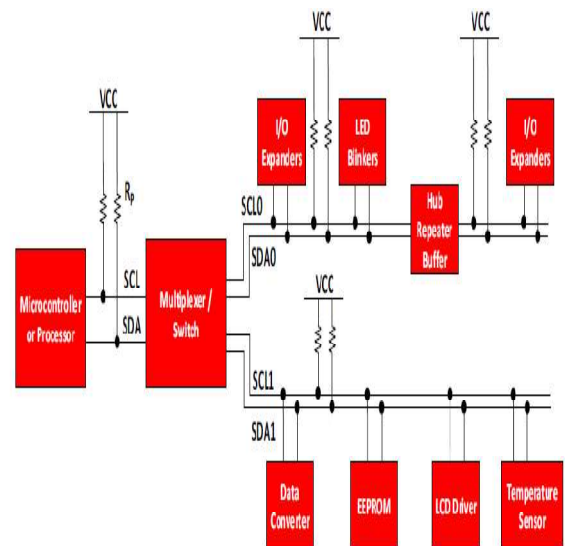 VCC
VCC
I/O
Expanders
LED
Blinkers
I/O
Expanders
VCC
Rp
SCL0
SDA0
Hub
Repeater
Buffer
SCL
SDA
Microcontroller
or Processor
Multiplexer /
Switch
VCC
SCL1
SDA1
Data
Converter
EEPROM
LCD Driver
Temperature
Sensor